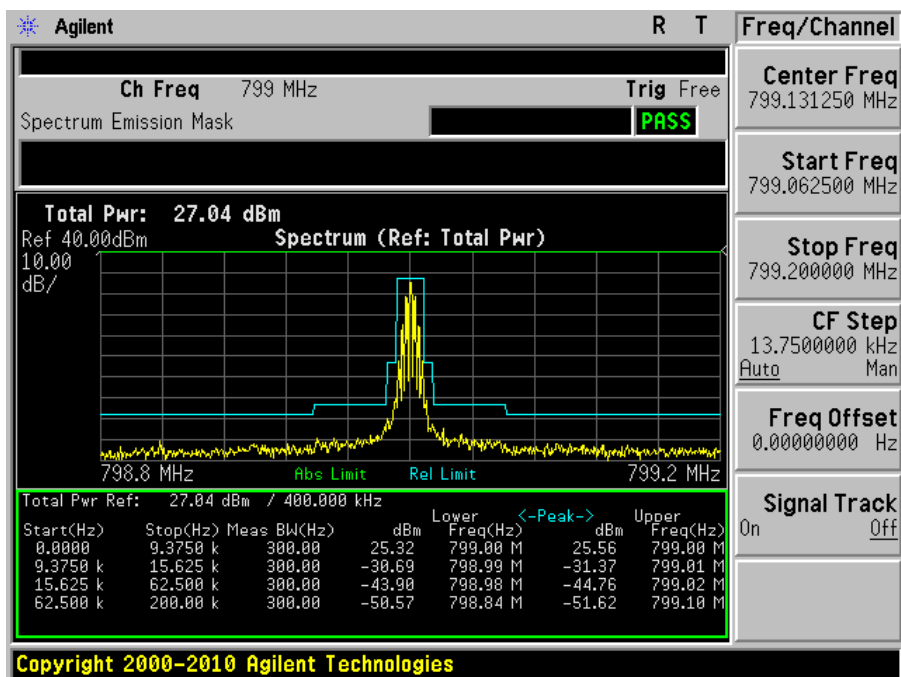 Agilent R T Freq/Channel
Ch Freq 799 MHz Trig Free
Spectrum Emission Mask PASS
Total Pwr: 27.04 dBm
Ref 40.00dBm Spectrum (Ref: Total Pwr)
10.00
dB/
798.8 MHz Abs Limit Rel Limit 799.2 MHz
Total Pwr Ref: 27.04 dBm / 400.000 kHz
Lower <-Peak-> Upper
Start(Hz) Stop(Hz) Meas BW(Hz) dBm Freq(Hz) dBm Freq(Hz)
0.0000 9.3750 k 300.00 25.32 799.00 M 25.56 799.00 M
9.3750 k 15.625 k 300.00 -30.69 798.99 M -31.37 799.01 M
15.625 k 62.500 k 300.00 -43.90 798.98 M -44.76 799.02 M
62.500 k 200.00 k 300.00 -50.57 798.84 M -51.62 799.10 M
Center Freq
799.131250 MHz
Start Freq
799.062500 MHz
Stop Freq
799.200000 MHz
CF Step
13.7500000 kHz
Auto Man
Freq Offset
0.00000000 Hz
Signal Track
On Off
Copyright 2000-2010 Agilent Technologies